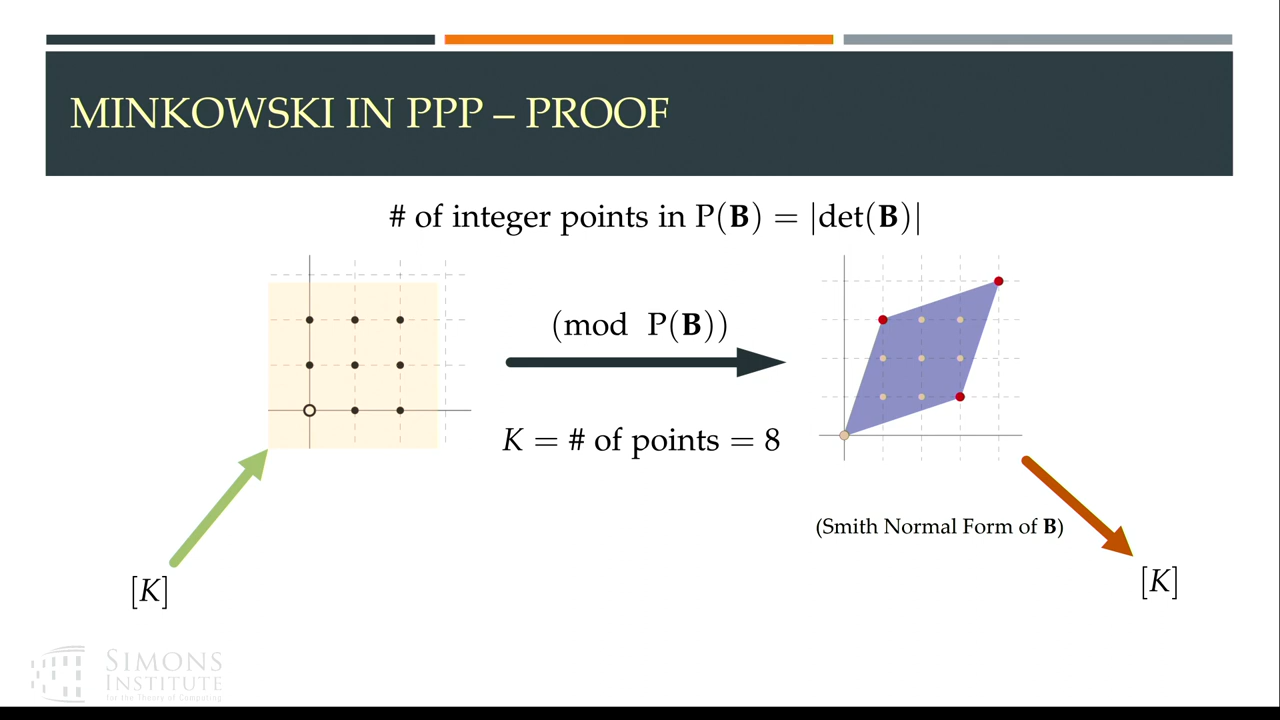 MINKOWSKI IN PPP – PROOF
# of integer points in P(B) = |det(B)|
(mod P(B))
K = # of points = 8
(Smith Normal Form of B)
[K]
[K]
SIMONS
INSTITUTE
for the Theory of Computing